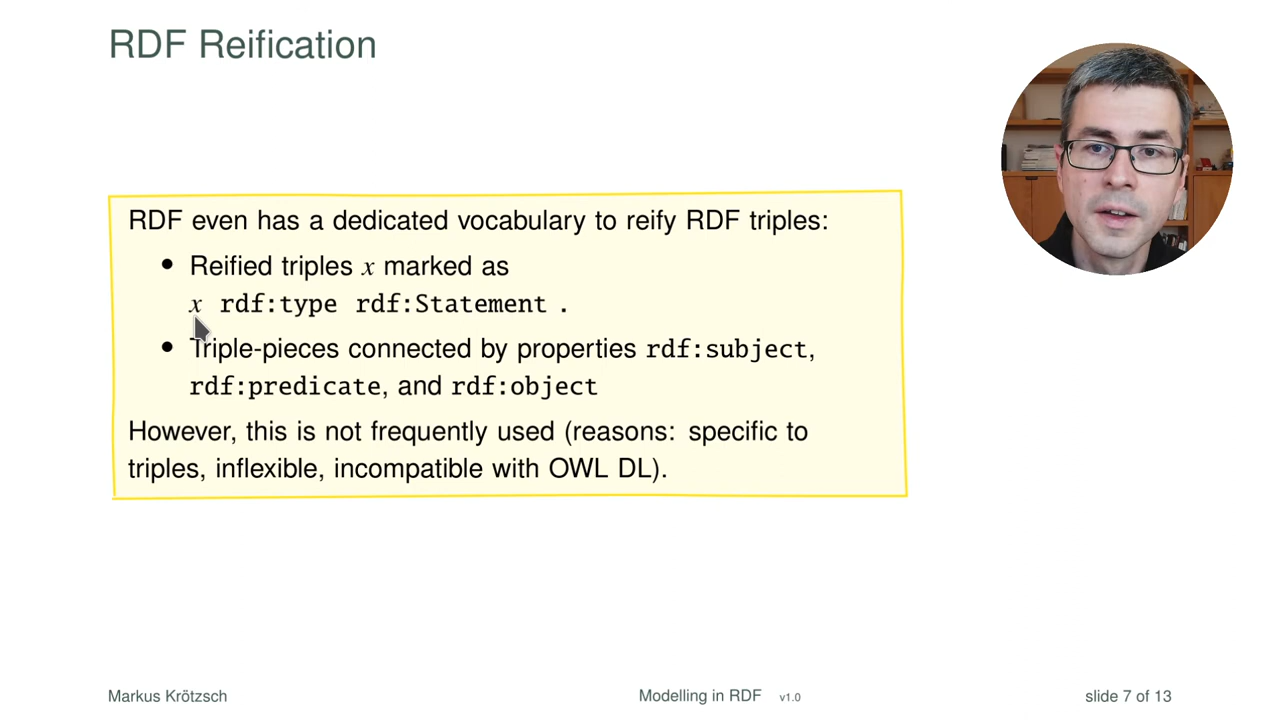 RDF Reification
RDF even has a dedicated vocabulary to reify RDF triples:
• Reified triples x marked as
x rdf:type rdf:Statement .
• Triple-pieces connected by properties rdf:subject,
rdf:predicate, and rdf:object
However, this is not frequently used (reasons: specific to
triples, inflexible, incompatible with OWL DL).
Markus Krötzsch
Modelling in RDF v1.0
slide 7 of 13